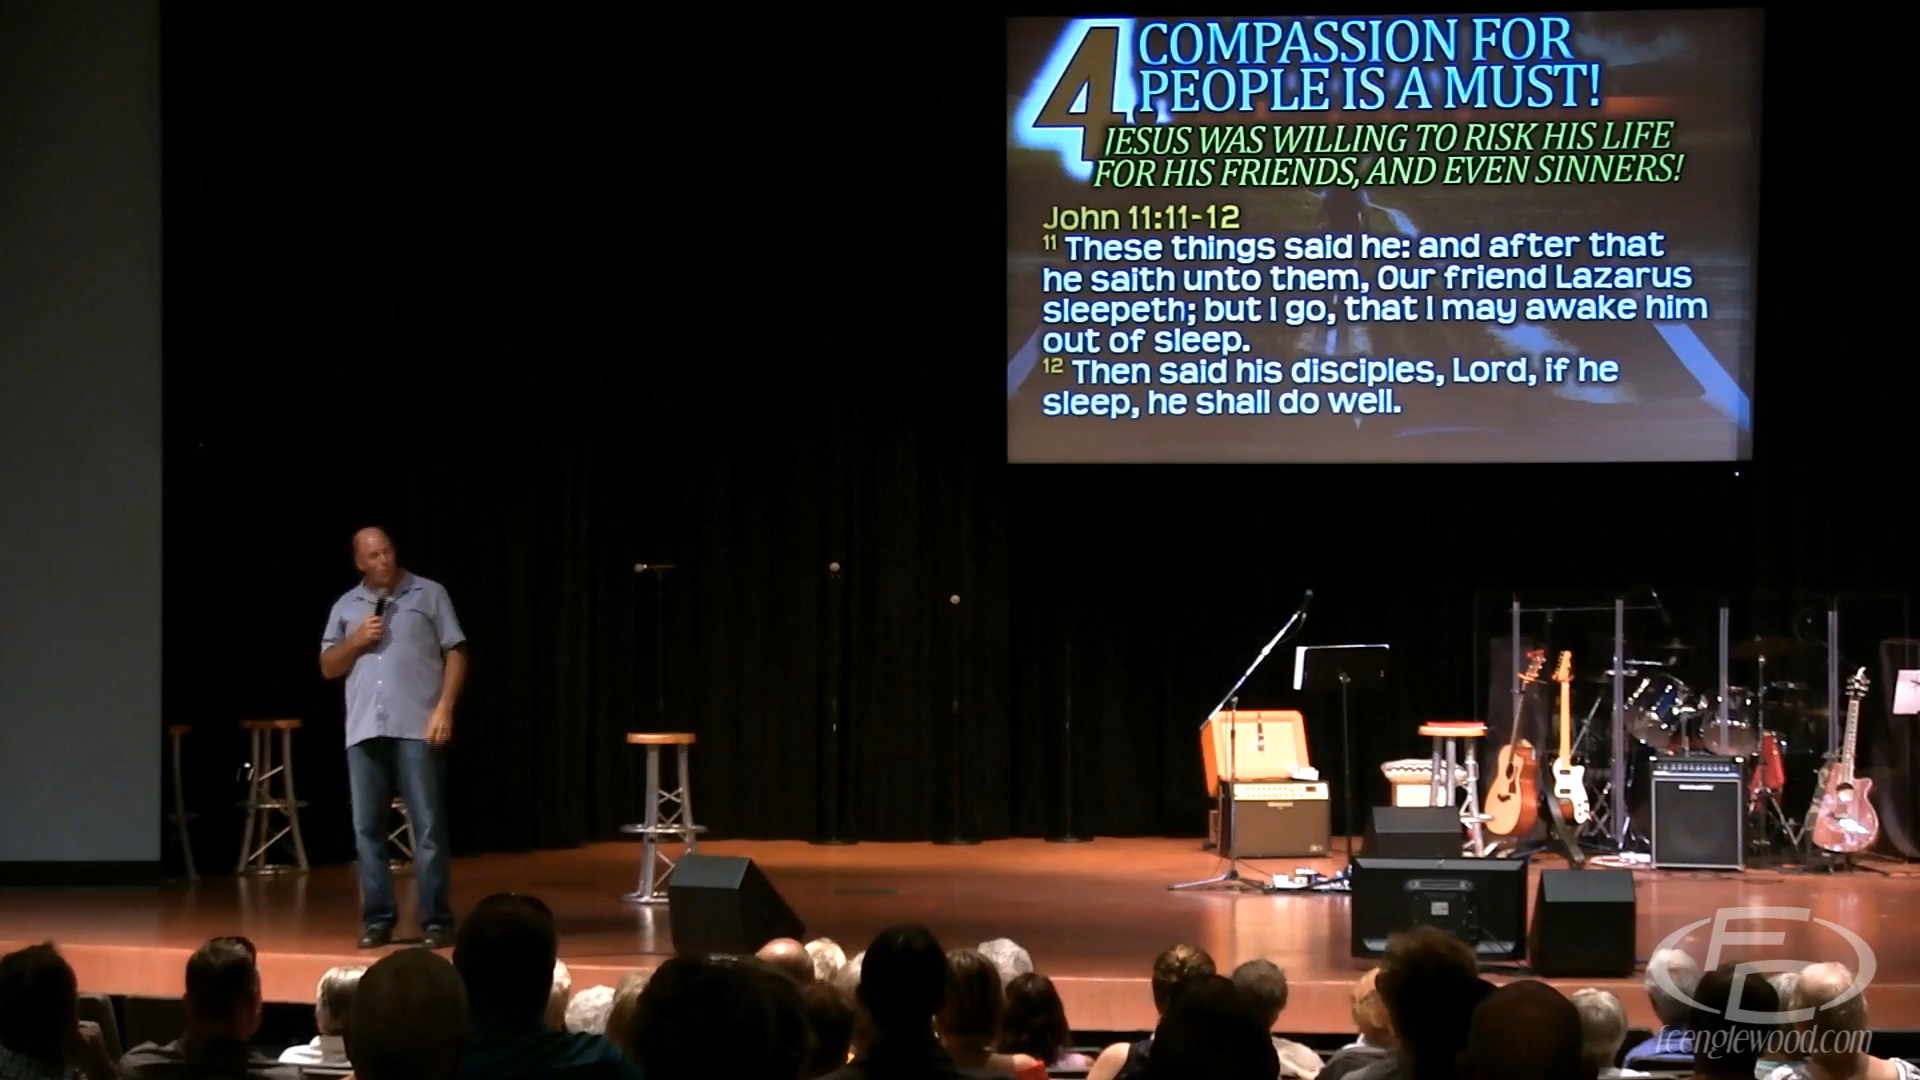 4 COMPASSION FOR
PEOPLE IS A MUST!
JESUS WAS WILLING TO RISK HIS LIFE
FOR HIS FRIENDS, AND EVEN SINNERS!
John 11:11-12
11 These things said he: and after that
he saith unto them, Our friend Lazarus
sleepeth; but I go, that I may awake him
out of sleep.
12 Then said his disciples, Lord, if he
sleep, he shall do well.
FC
fcenglewood.com